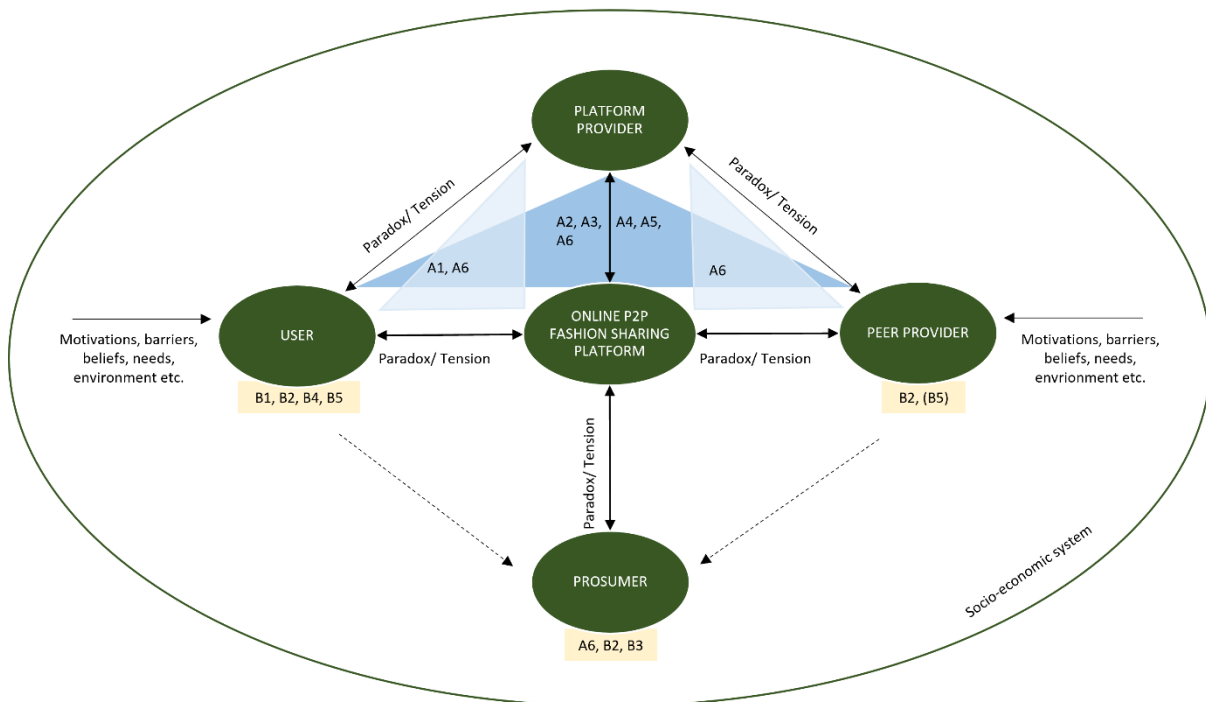 PLATFORM
PROVIDER
Paradox/ Tension
Paradox/ Tension
A2, A3,
A6
A4, A5,
A1, A6
A6
USER
ONLINE P2P
FASHION SHARING
PLATFORM
PEER PROVIDER
Motivations, barriers,
beliefs, needs,
environment etc.
Paradox/ Tension
Paradox/ Tension
Motivations, barriers,
beliefs, needs,
envrionment etc.
B1, B2, B4, B5
B2, (B5)
Paradox/ Tension
PROSUMER
A6, B2, B3
Socio-economic system